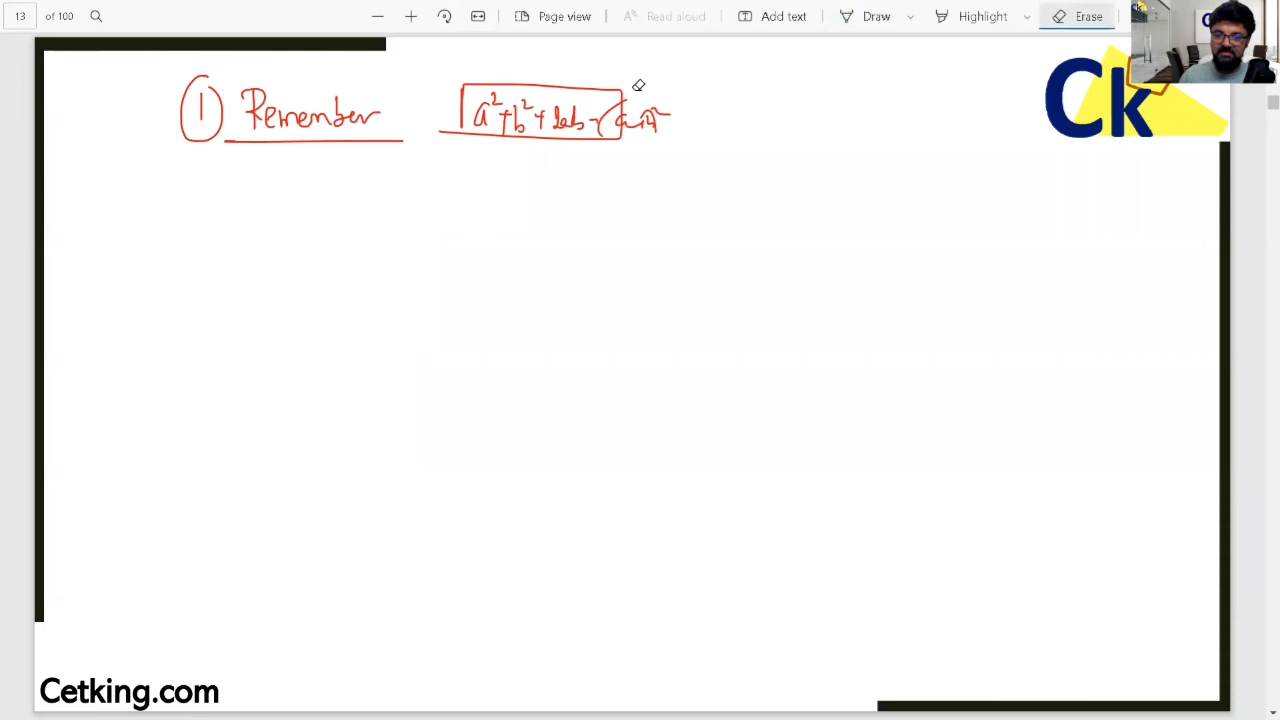 13 of 100 Page view Read aloud Add text Draw Highlight Erase
① Remember a² + b² + 2ab
Ck
Cetking.com